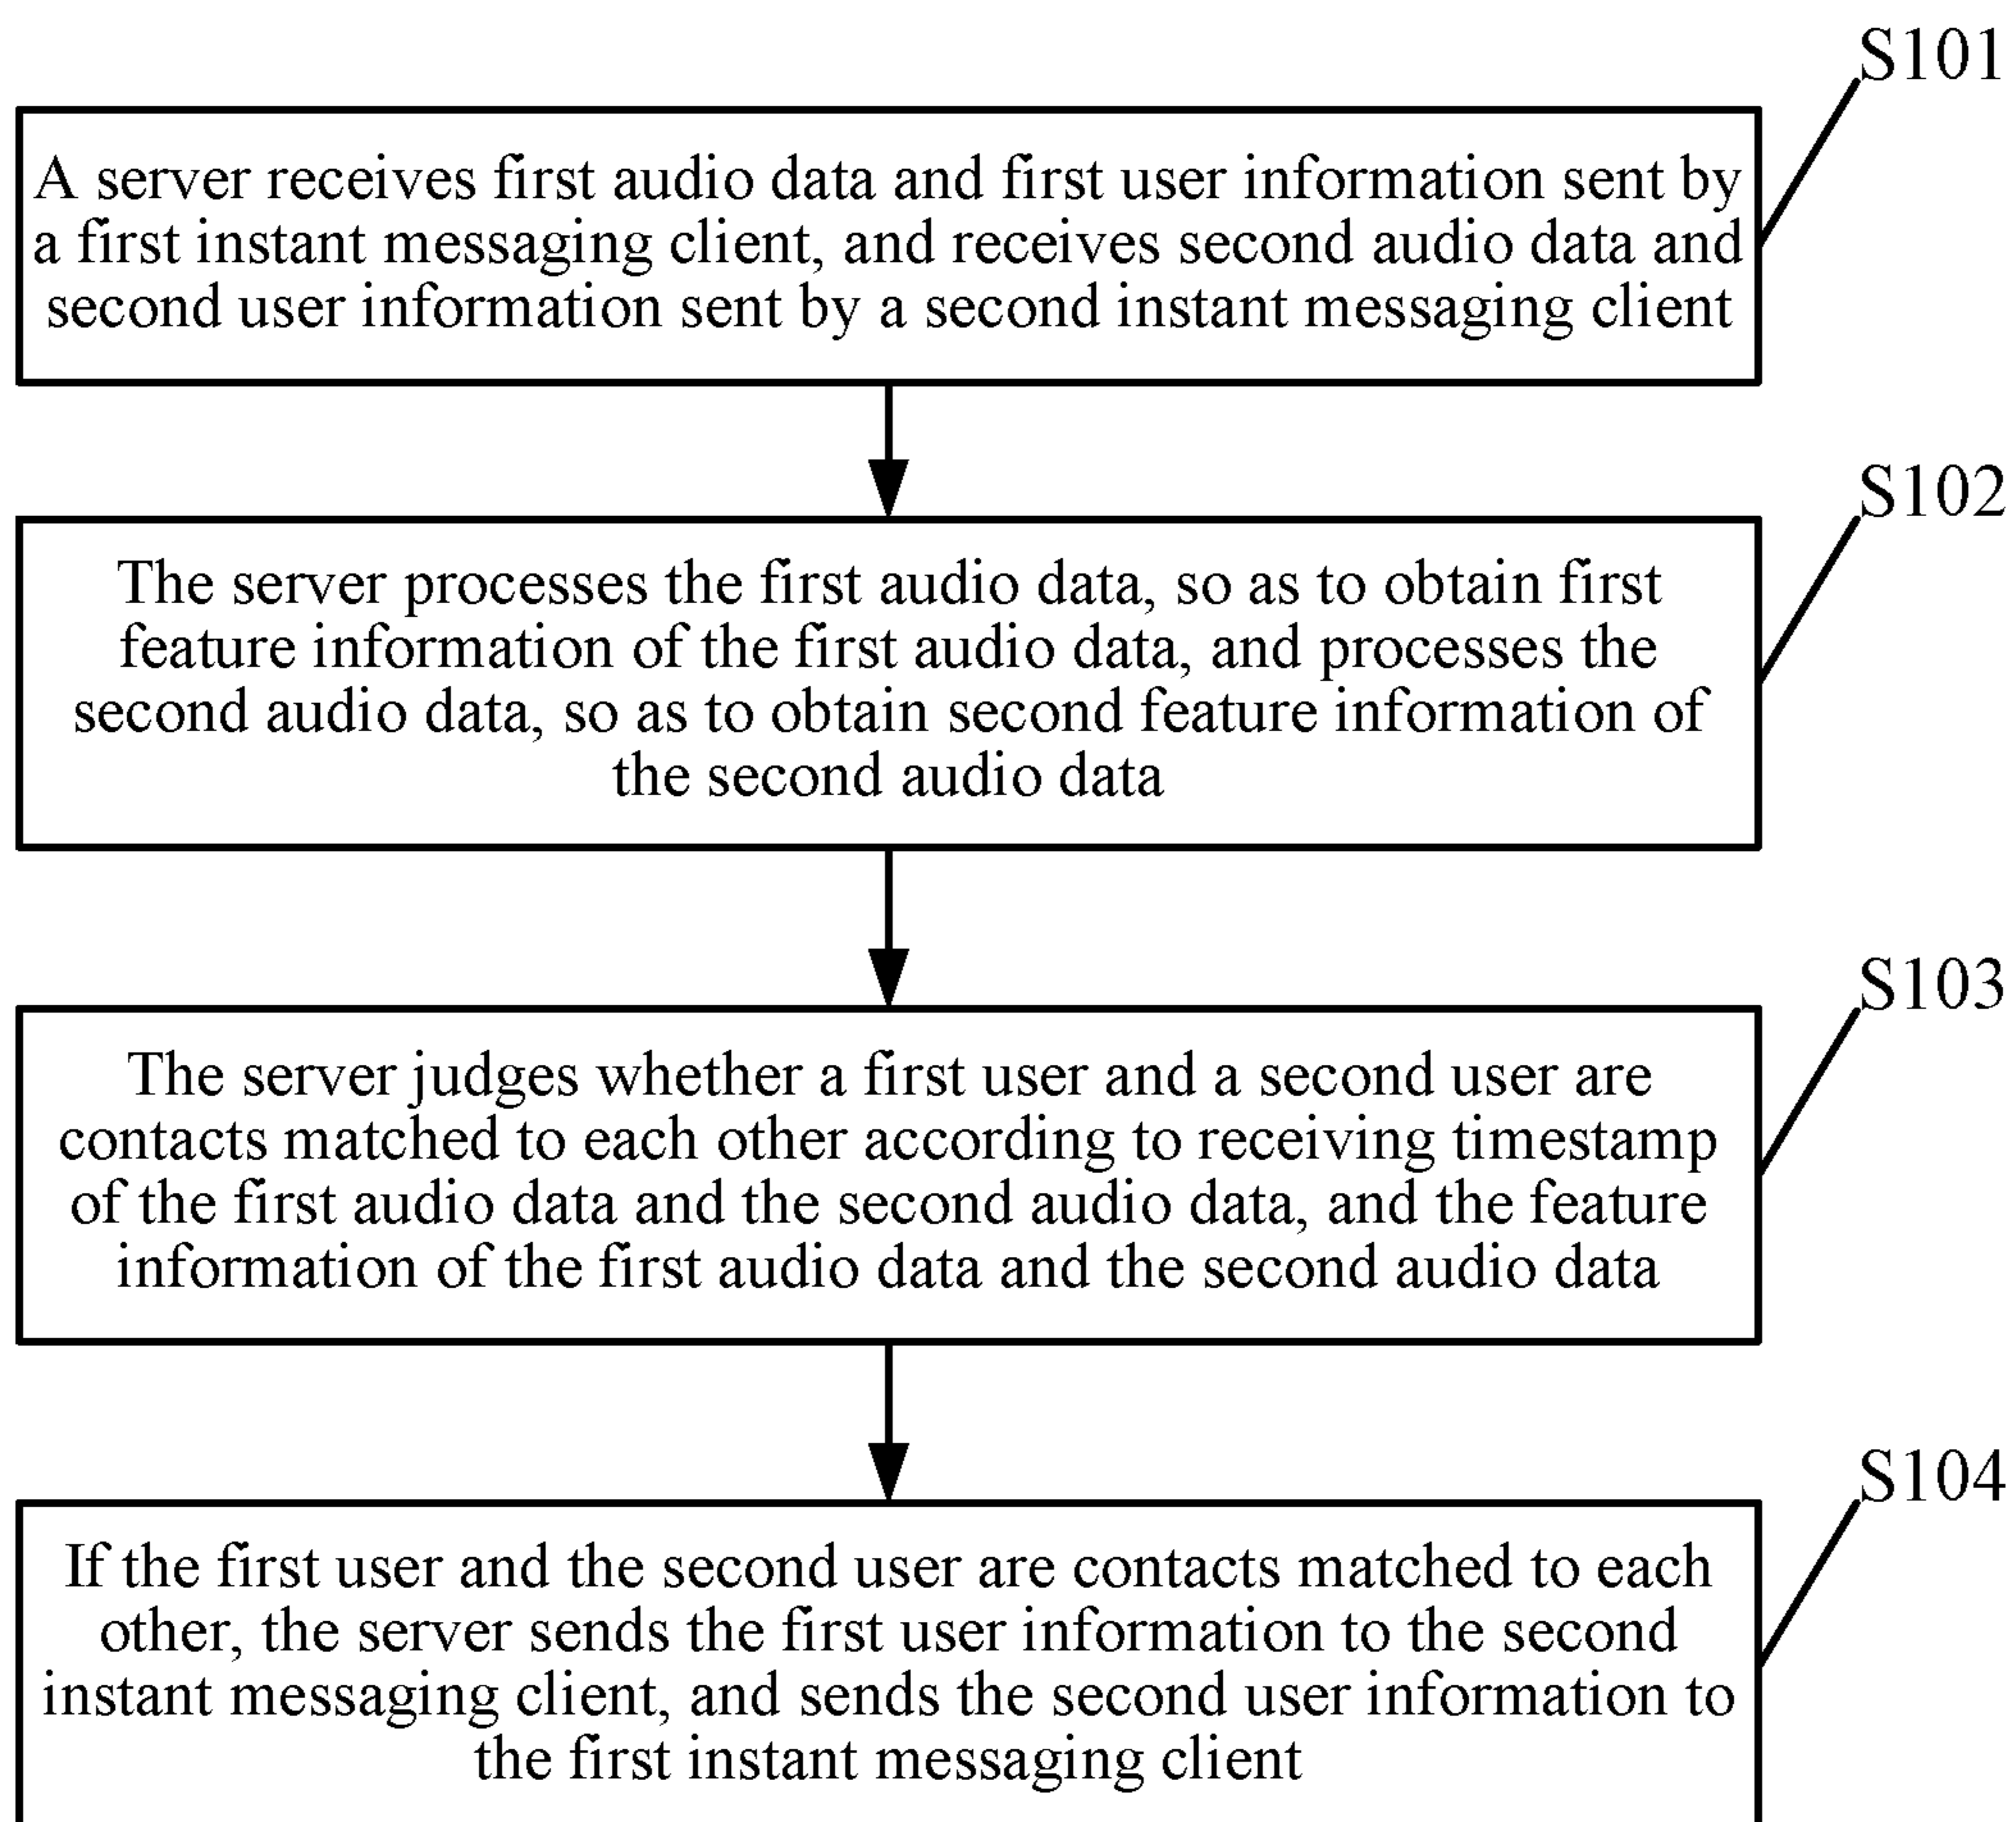 S101
A server receives first audio data and first user information sent by
a first instant messaging client, and receives second audio data and
second user information sent by a second instant messaging client
S102
The server processes the first audio data, so as to obtain first
feature information of the first audio data, and processes the
second audio data, so as to obtain second feature information of
the second audio data
S103
The server judges whether a first user and a second user are
contacts matched to each other according to receiving timestamp
of the first audio data and the second audio data, and the feature
information of the first audio data and the second audio data
S104
If the first user and the second user are contacts matched to each
other, the server sends the first user information to the second
instant messaging client, and sends the second user information to
the first instant messaging client